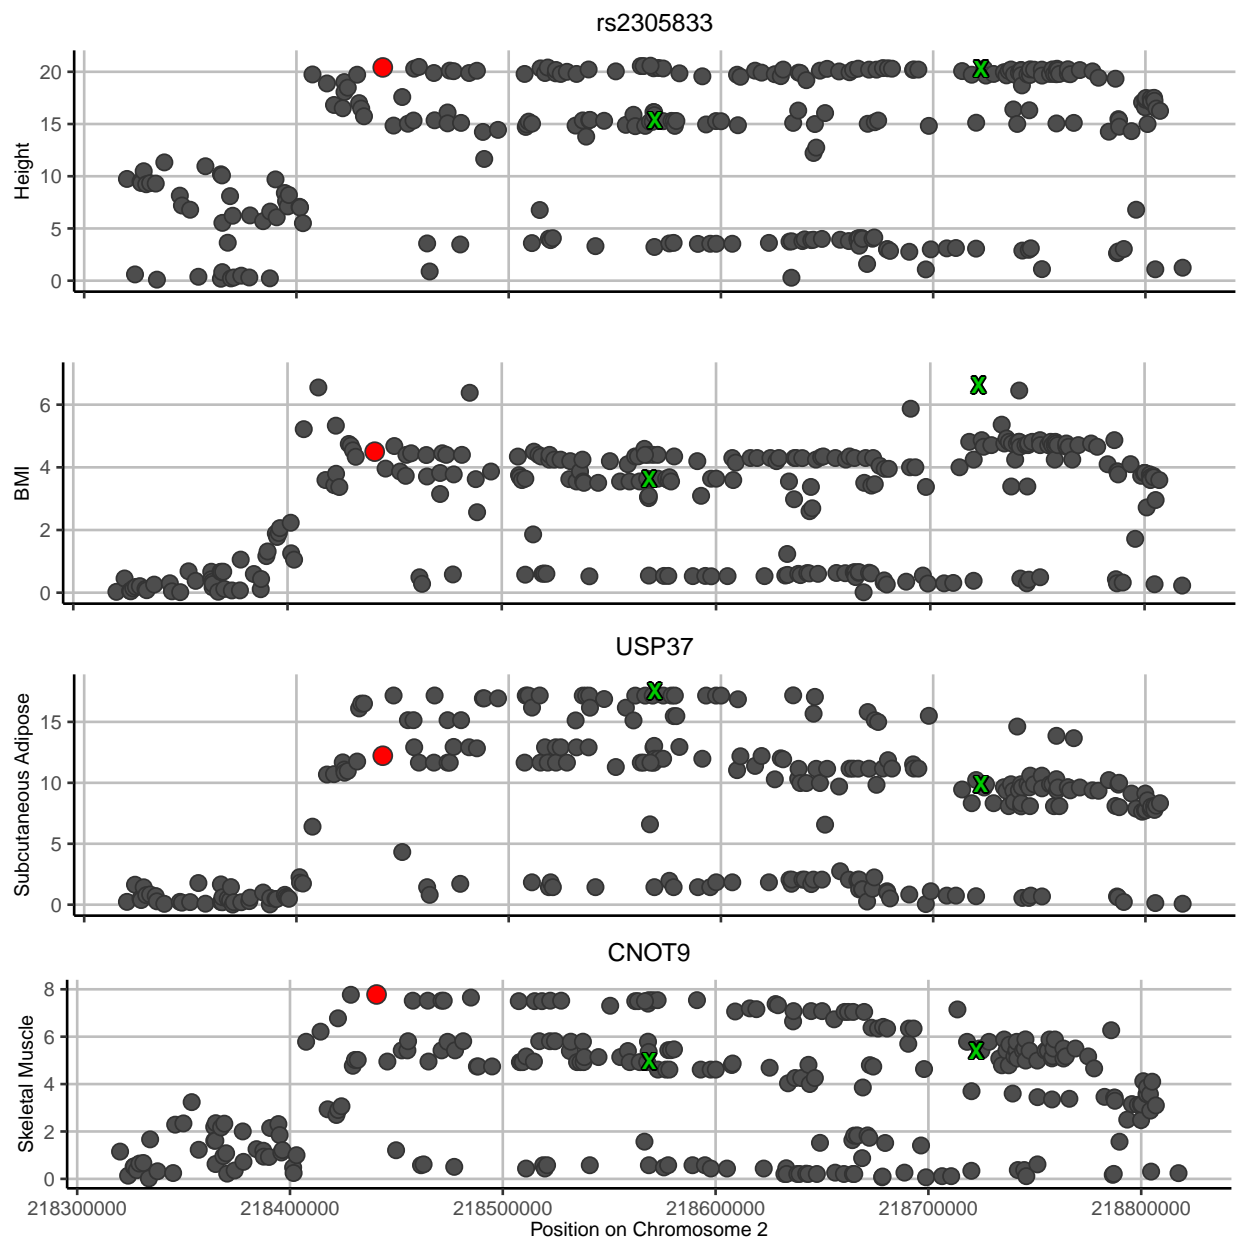 rs2305833
20
15
10
5
0
Height
6
4
2
0
BMI
USP37
15
10
5
0
Subcutaneous Adipose
X
X
X
X
X
X
X
X
CNOT9
8
6
4
2
0
Skeletal Muscle
218300000 218400000 218500000 218600000 218700000 218800000
Position on Chromosome 2